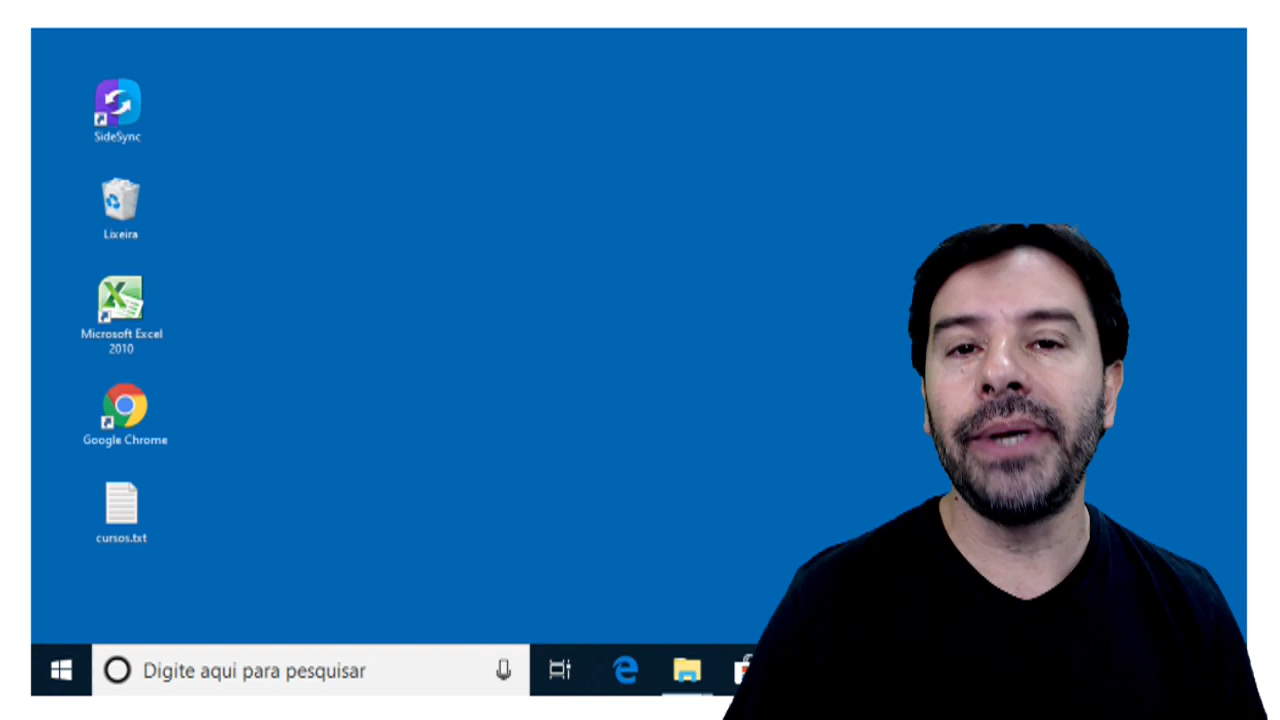 SideSync
Lixeira
Microsoft Excel
2010
Google Chrome
cursos.txt
Digite aqui para pesquisar